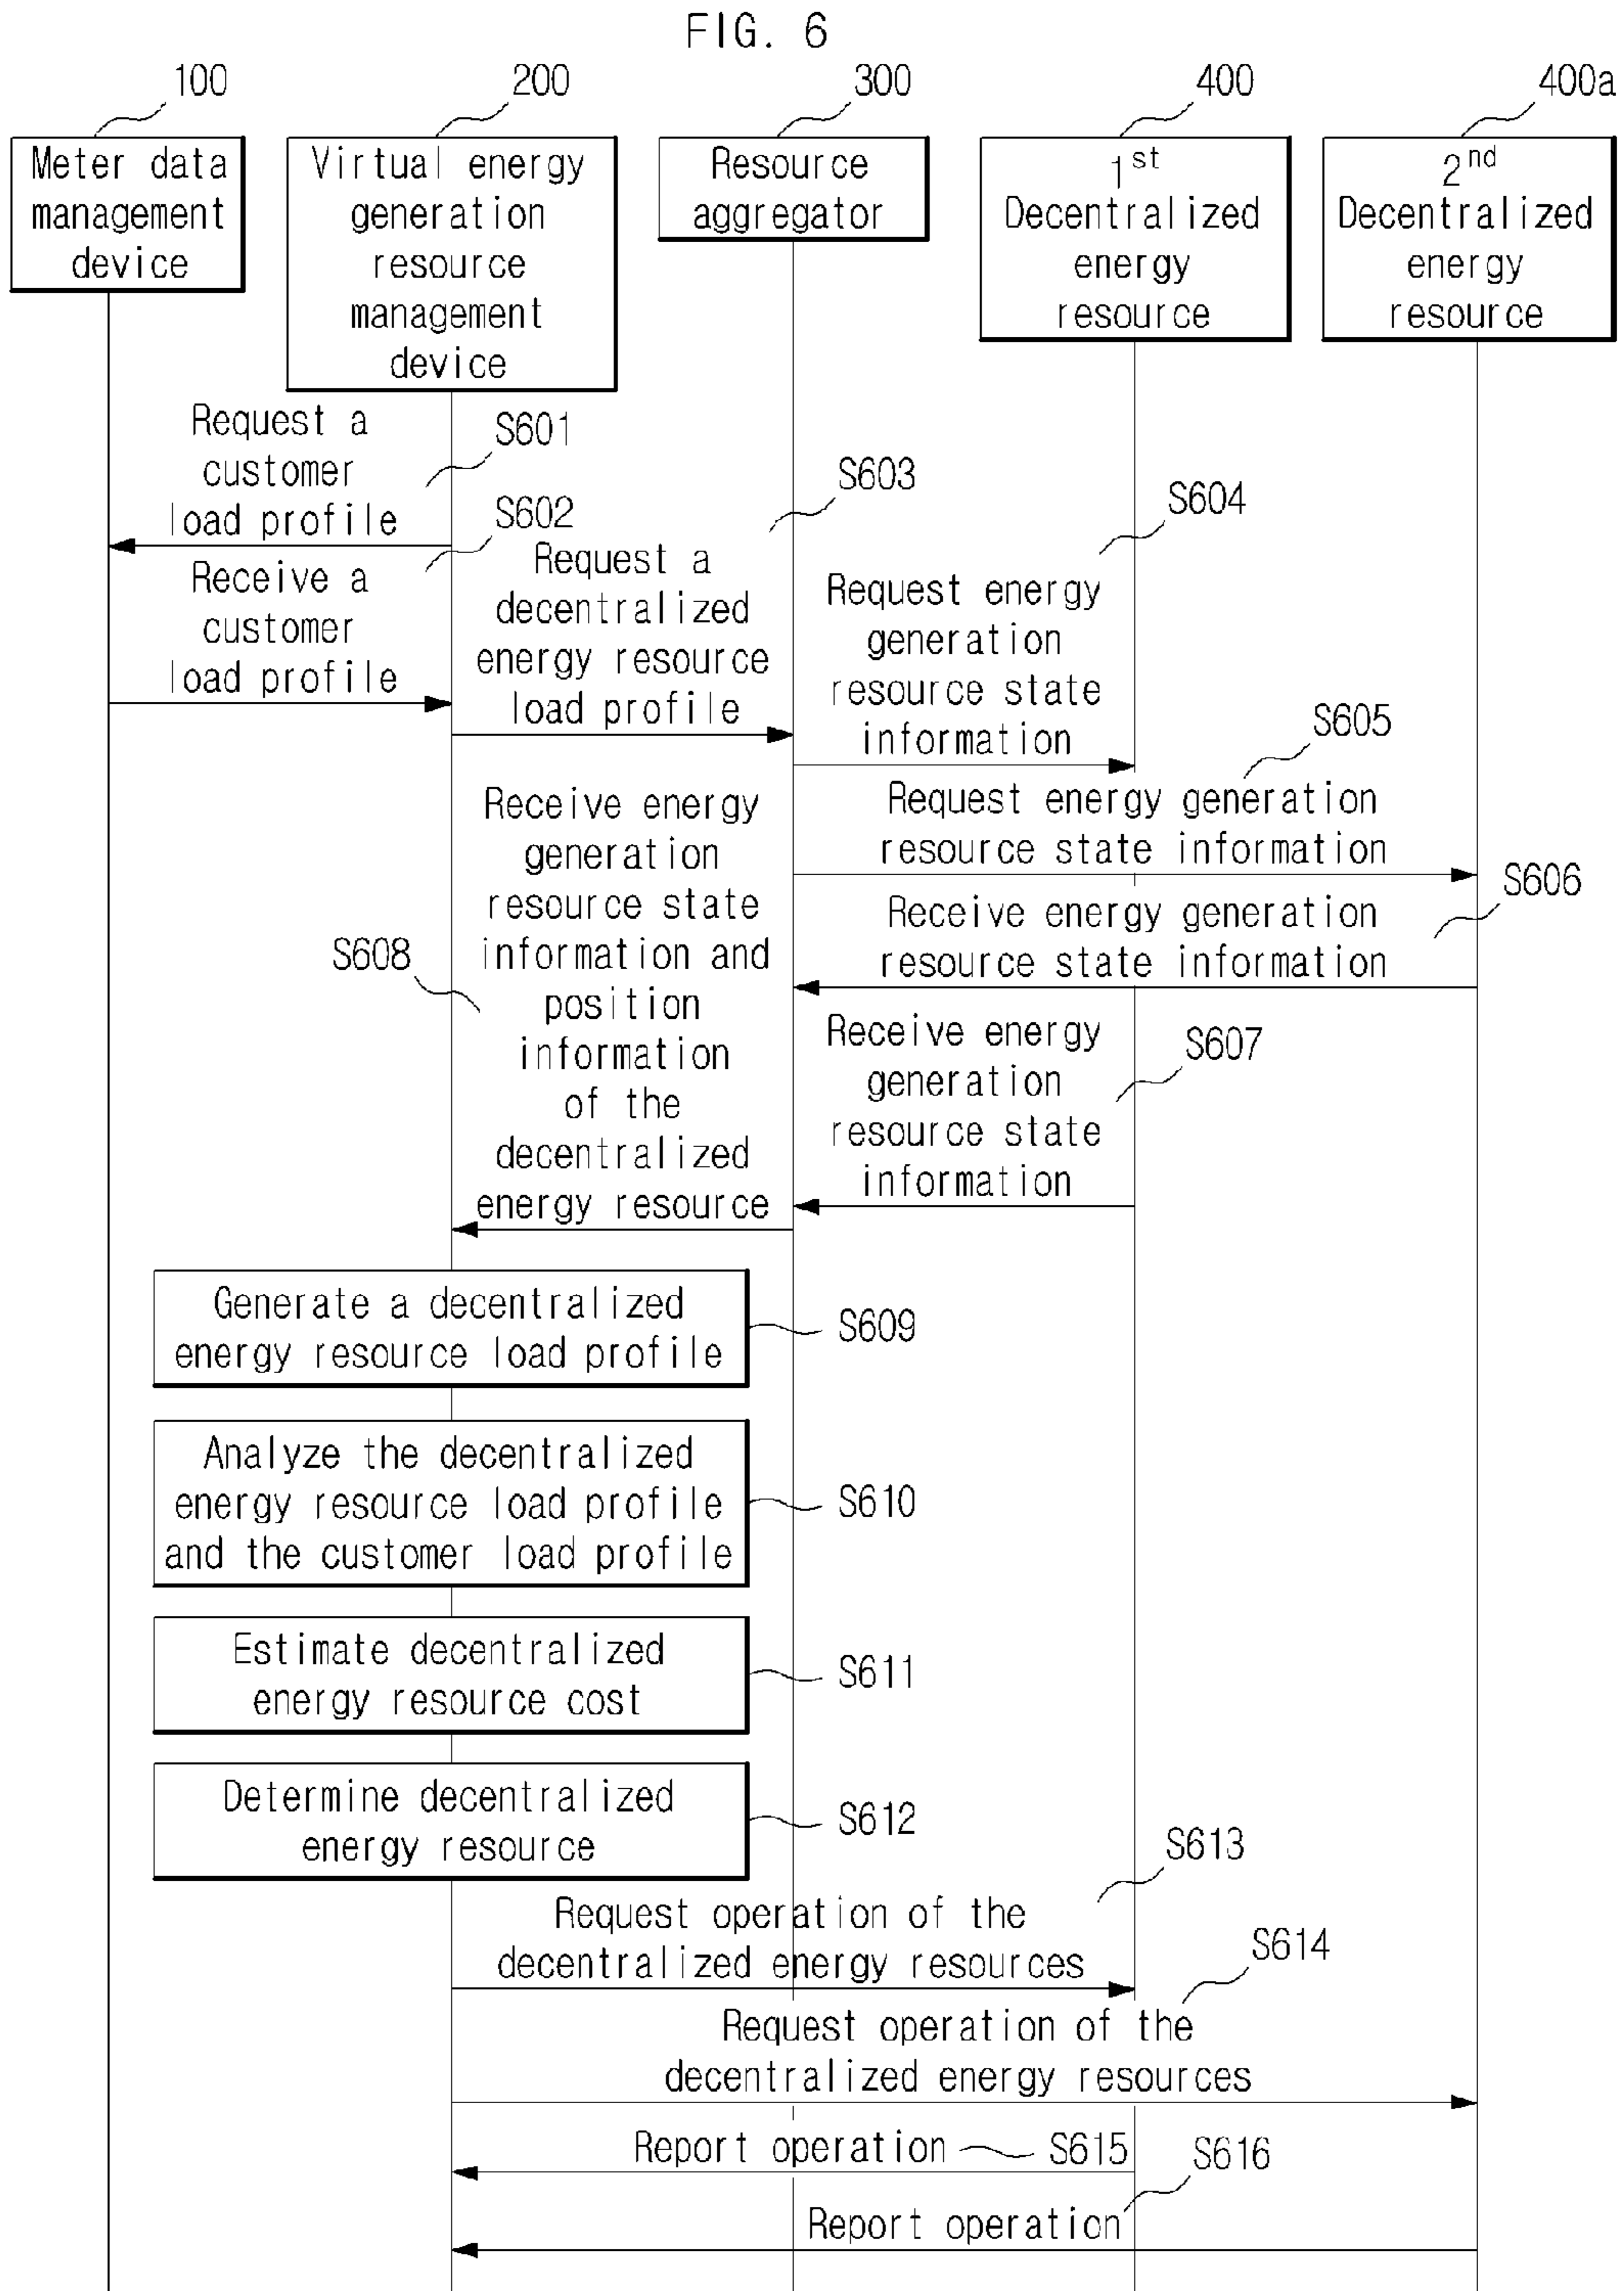 FIG. 6
100
200
300
400
400a
Meter data
management
device
Virtual energy
generation
resource
management
device
Resource
aggregator
1st
Decentralized
energy
resource
2nd
Decentralized
energy
resource
Request a
customer
load profile
S601
Receive a
customer
load profile
S602
Request a
decentralized
energy resource
load profile
S603
Request energy
generation
resource state
information
S604
Request energy generation
resource state information
S605
Receive energy generation
resource state information
S606
Receive energy
generation
resource state
information
S607
Receive energy
generation
resource state
information and
position
information
of the
decentralized
energy resource
S608
Generate a decentralized
energy resource load profile
S609
Analyze the decentralized
energy resource load profile
and the customer load profile
S610
Estimate decentralized
energy resource cost
S611
Determine decentralized
energy resource
S612
Request operation of the
decentralized energy resources
S613
Request operation of the
decentralized energy resources
S614
Report operation
S615
Report operation
S616